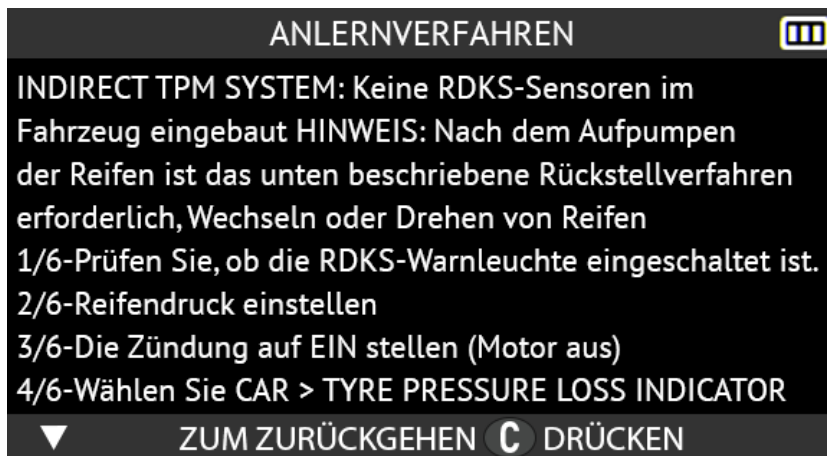 ANLERNVERFAHREN
INDIRECT TPM SYSTEM: Keine RDKS-Sensoren im
Fahrzeug eingebaut HINWEIS: Nach dem Aufpumpen
der Reifen ist das unten beschriebene Rückstellverfahren
erforderlich, Wechseln oder Drehen von Reifen
1/6-Prüfen Sie, ob die RDKS-Warnleuchte eingeschaltet ist.
2/6-Reifendruck einstellen
3/6-Die Zündung auf EIN stellen (Motor aus)
4/6-Wählen Sie CAR > TYRE PRESSURE LOSS INDICATOR
ZUM ZURÜCKGEHEN C DRÜCKEN